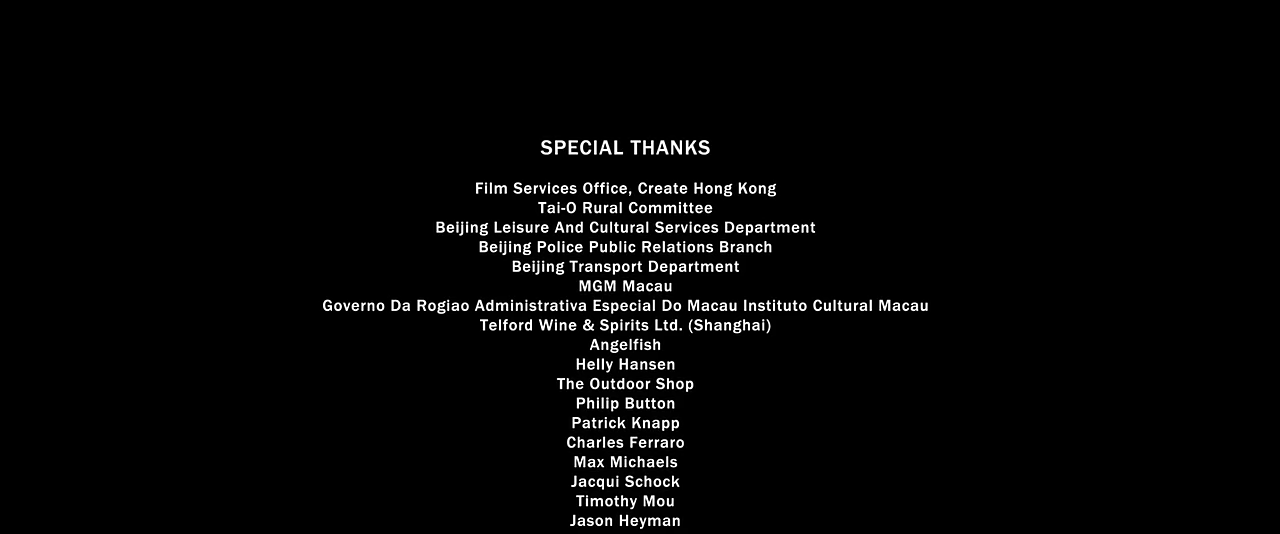 SPECIAL THANKS
Film Services Office, Create Hong Kong
Tai-O Rural Committee
Beijing Leisure And Cultural Services Department
Beijing Police Public Relations Branch
Beijing Transport Department
MGM Macau
Governo Da Rogiao Administrativa Especial Do Macau Instituto Cultural Macau
Telford Wine & Spirits Ltd. (Shanghai)
Angelfish
Helly Hansen
The Outdoor Shop
Philip Button
Patrick Knapp
Charles Ferraro
Max Michaels
Jacqui Schock
Timothy Mou
Jason Heyman